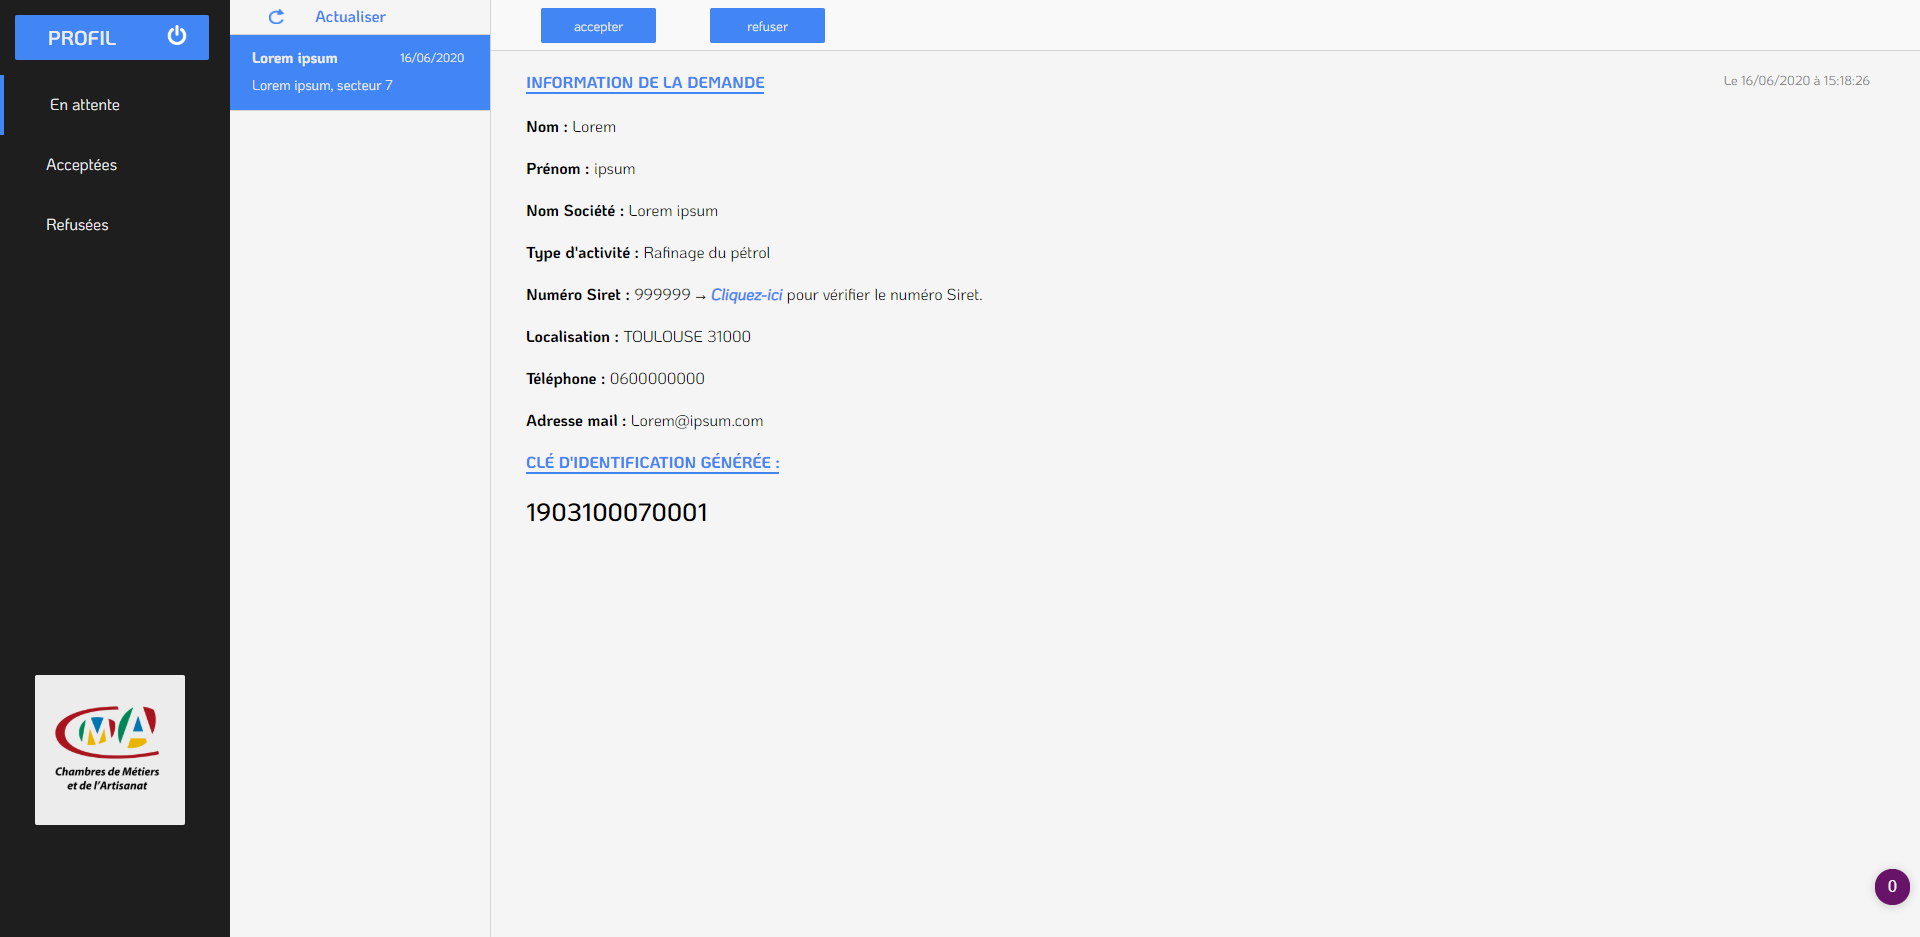 PROFIL
En attente
Acceptées
Refusées
CMA
Chambres de Métiers
et de l'Artisanat
Actualiser
Lorem ipsum 16/06/2020
Lorem ipsum, secteur 7
accepter refuser
INFORMATION DE LA DEMANDE Le 16/06/2020 à 15:18:26
Nom : Lorem
Prénom : ipsum
Nom Société : Lorem ipsum
Type d'activité : Rafinage du pétrol
Numéro Siret : 999999 → Cliquez-ici pour vérifier le numéro Siret.
Localisation : TOULOUSE 31000
Téléphone : 0600000000
Adresse mail : Lorem@ipsum.com
CLÉ D'IDENTIFICATION GÉNÉRÉE :
1903100070001
0